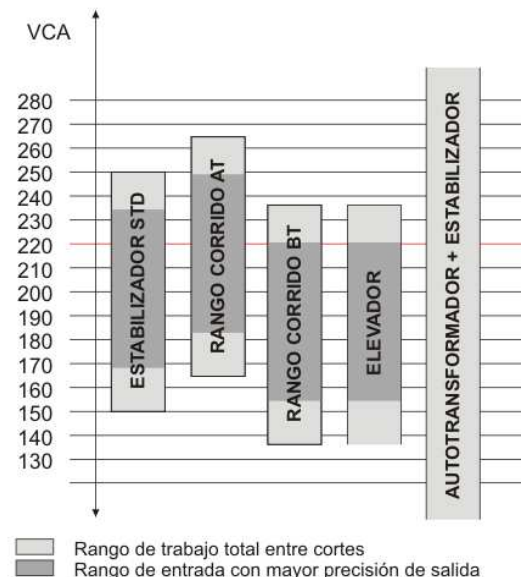 VCA
280
270
260
250
240
230
220
210
200
190
180
170
160
150
140
130
ESTABILIZADOR STD
RANGO CORRIDO AT
RANGO CORRIDO BT
ELEVADOR
AUTOTRANSFORMADOR + ESTABILIZADOR
Rango de trabajo total entre cortes
Rango de entrada con mayor precisión de salida